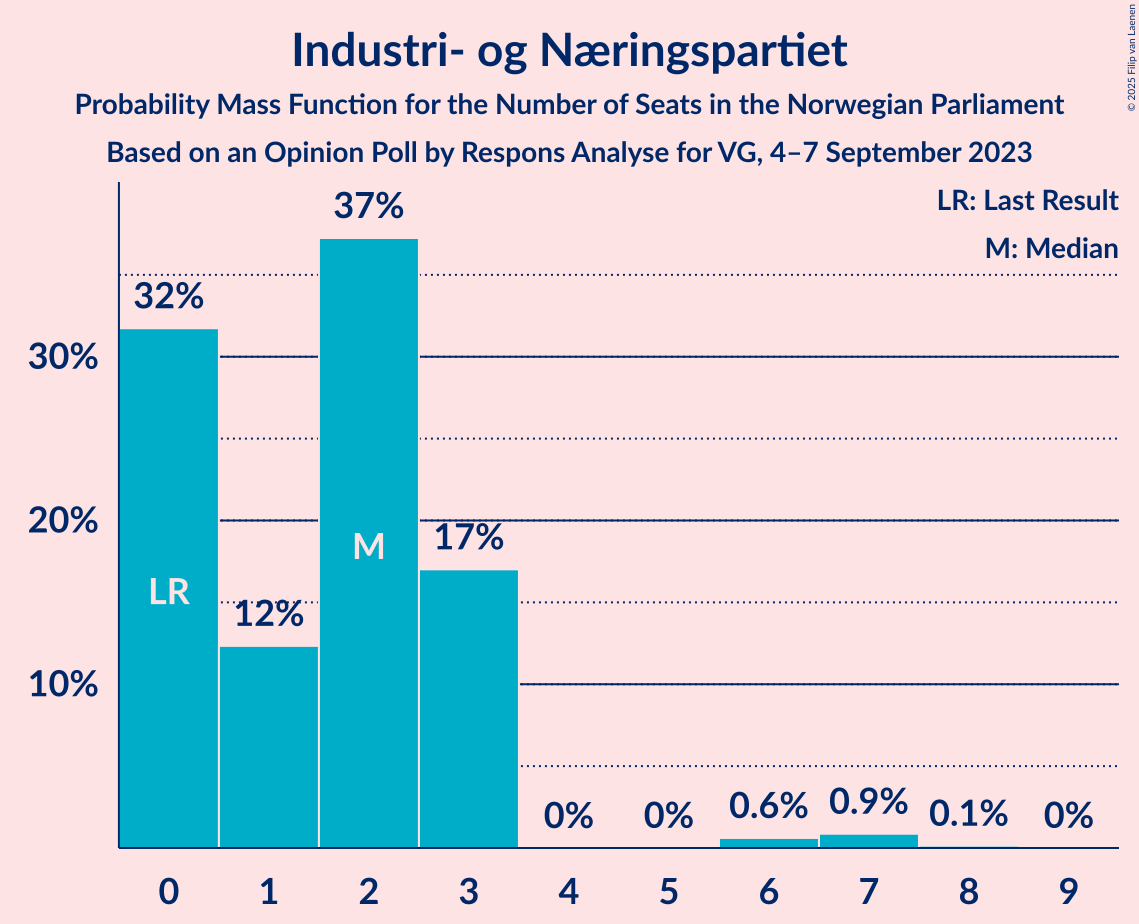 Industri- og Næringspartiet
Probability Mass Function for the Number of Seats in the Norwegian Parliament
Based on an Opinion Poll by Respons Analyse for VG, 4–7 September 2023
© 2025 Filip van Laenen
LR: Last Result
M: Median
30%
20%
10%
32%
12%
37%
17%
0%
0%
0.6%
0.9%
0.1%
0%
LR
M
0 1 2 3 4 5 6 7 8 9